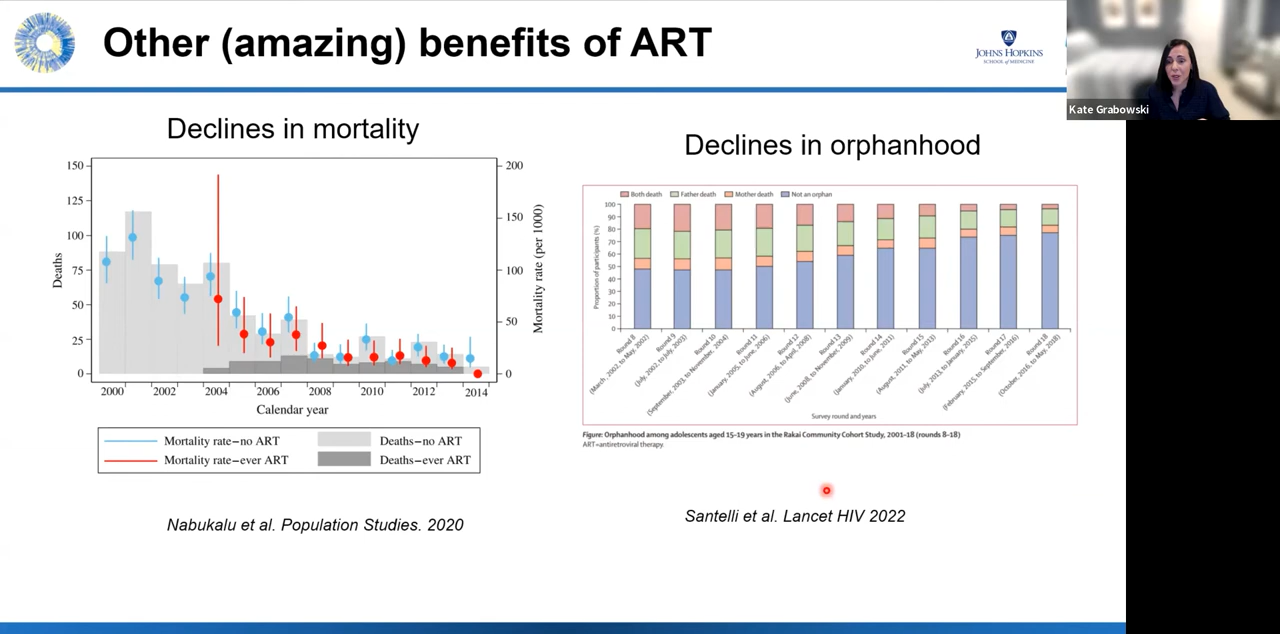 Other (amazing) benefits of ART
JOHNS HOPKINS
SCHOOL of MEDICINE
Kate Grabowski
Declines in mortality
150
125
100
75
50
25
0
Deaths
200
150
100
50
0
Mortality rate (per 1000)
2000 2002 2004 2006 2008 2010 2012 2014
Calendar year
Mortality rate–no ART
Deaths–no ART
Mortality rate–ever ART
Deaths–ever ART
Nabukalu et al. Population Studies. 2020
Declines in orphanhood
Both death Father death Mother death Not an orphan
Proportion of participants (%)
100
90
80
70
60
50
40
30
20
10
0
Round 8
(March, 2002, to May, 2002)
Round 9
(July, 2002, to July, 2003)
Round 10
(September, 2003, to November, 2004)
Round 11
(January, 2005, to June, 2006)
Round 12
(August, 2006, to April, 2008)
Round 13
(June, 2008, to November, 2009)
Round 14
(January, 2010, to June, 2011)
Round 15
(August, 2011, to May, 2013)
Round 16
(July, 2013, to January, 2015)
Round 17
(February, 2015, to September, 2016)
Round 18
(October, 2016, to May, 2018)
Survey round and years
Figure: Orphanhood among adolescents aged 15–19 years in the Rakai Community Cohort Study, 2001–18 (rounds 8–18)
ART=antiretroviral therapy.
Santelli et al. Lancet HIV 2022